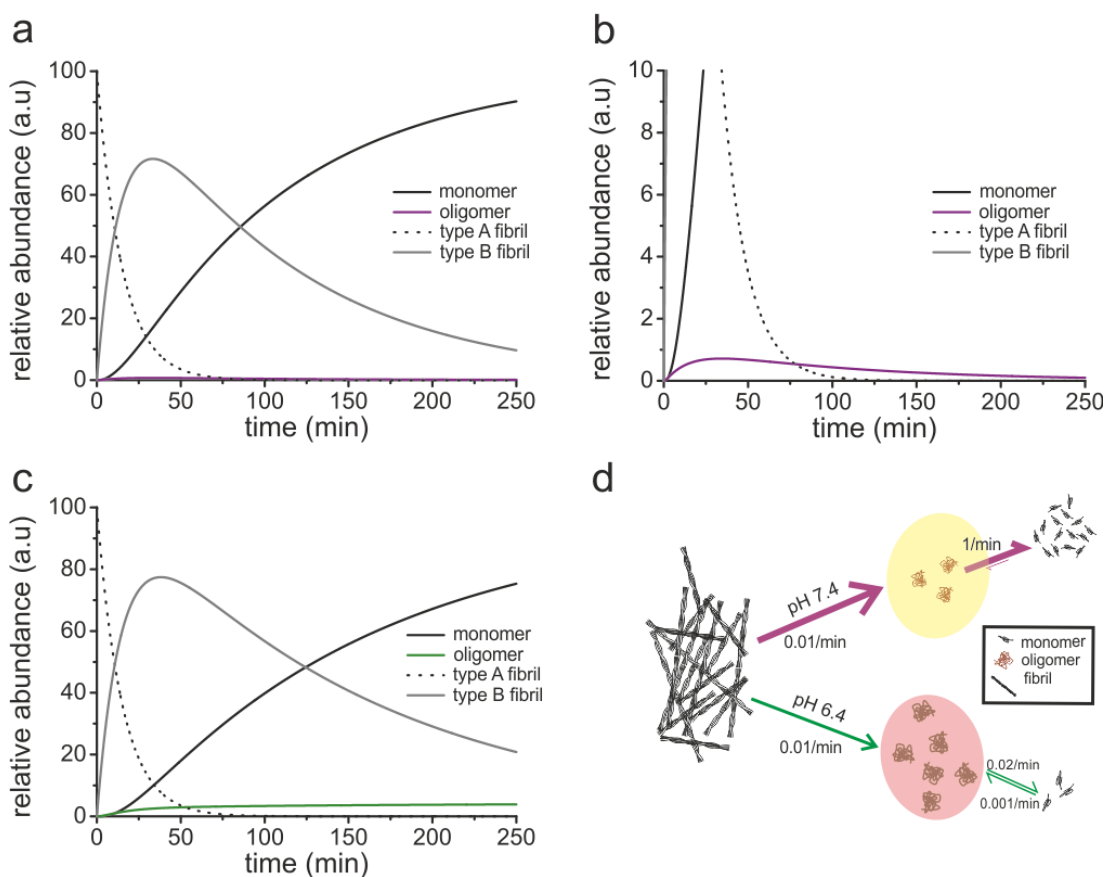 a
relative abundance (a.u)
100
80
60
40
20
0
0 50 100 150 200 250
time (min)
monomer
oligomer
type A fibril
type B fibril
b
relative abundance (a.u)
10
8
6
4
2
0
0 50 100 150 200 250
time (min)
monomer
oligomer
type A fibril
type B fibril
c
relative abundance (a.u)
100
80
60
40
20
0
0 50 100 150 200 250
time (min)
monomer
oligomer
type A fibril
type B fibril
d
1/min
pH 7.4
0.01/min
monomer
oligomer
fibril
pH 6.4
0.01/min
0.02/min
0.001/min